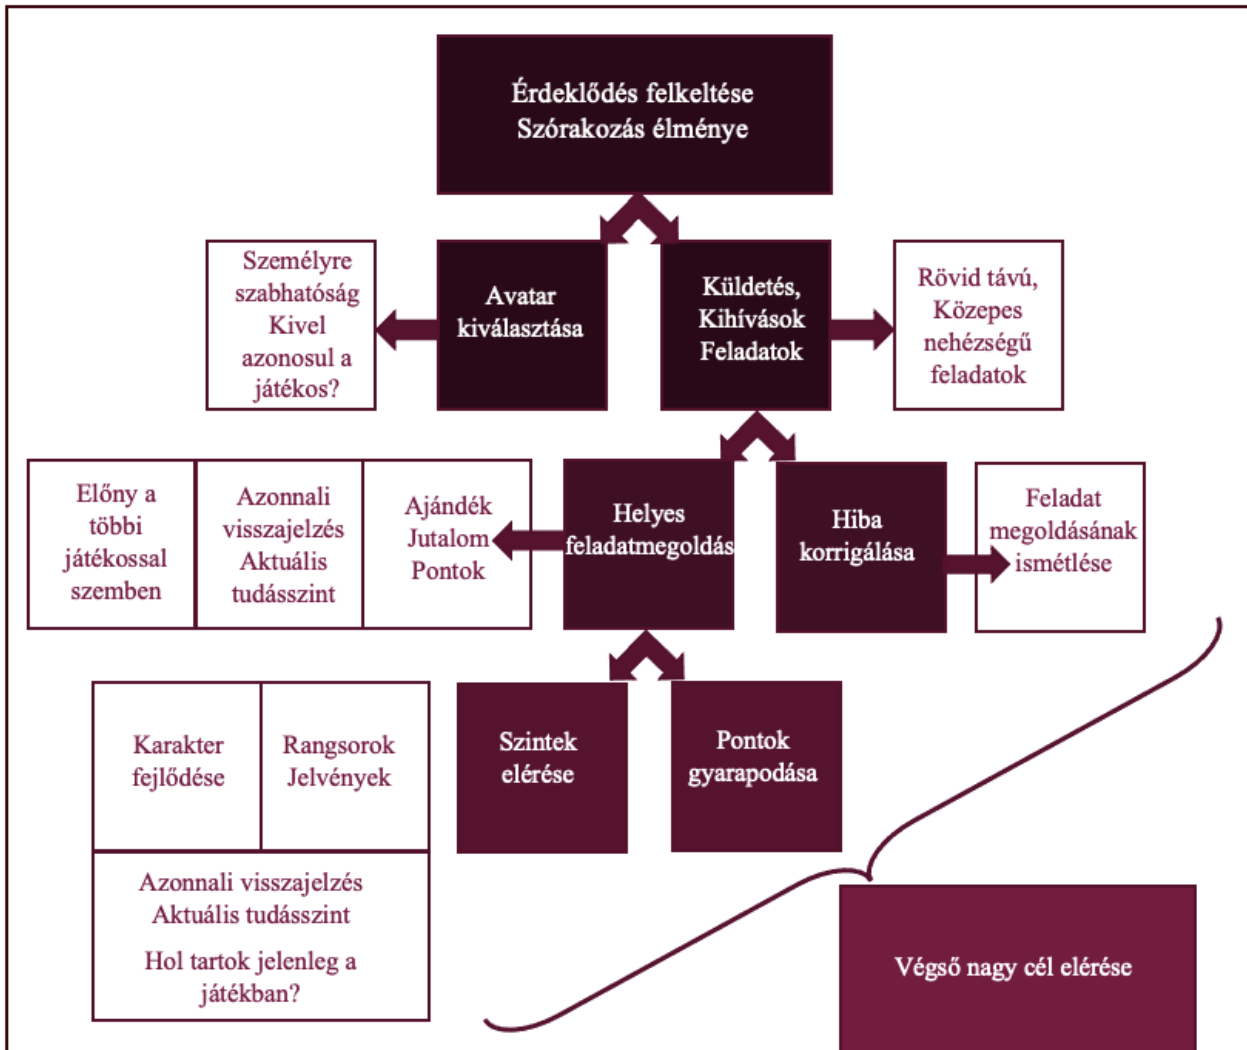 Érdeklődés felkeltése
Szórakozás élménye
Személyre
szabhatóság
Kivel
azonosul a
játékos?
Avatar
kiválasztása
Küldetés,
Kihívások
Feladatok
Rövid távú,
Közepes
nehézségű
feladatok
Előny a
többi
játékossal
szemben
Azonnali
visszajelzés
Aktuális
tudásszint
Ajándék
Jutalom
Pontok
Helyes
feladatmegoldás
Hiba
korrigálása
Feladat
megoldásának
ismétlése
Karakter
fejlődése
Rangsorok
Jelvények
Szintek
elérése
Pontok
gyarapodása
Azonnali visszajelzés
Aktuális tudásszint
Hol tartok jelenleg a
játékban?
Végső nagy cél elérése